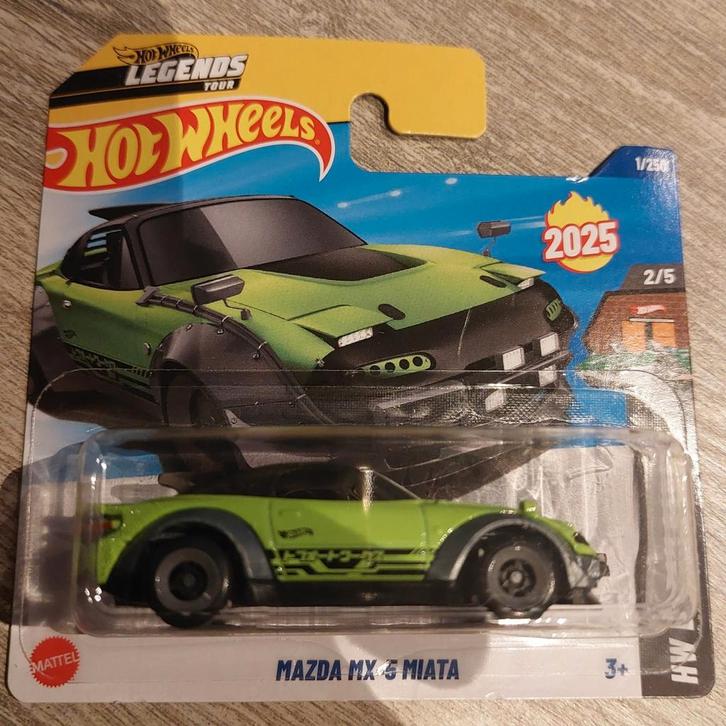 HOT WHEELS
LEGENDS
TOUR
HOT WHEELS
1/250
2025
2/5
MATTEL
MAZDA MX-5 MIATA
3+
HW